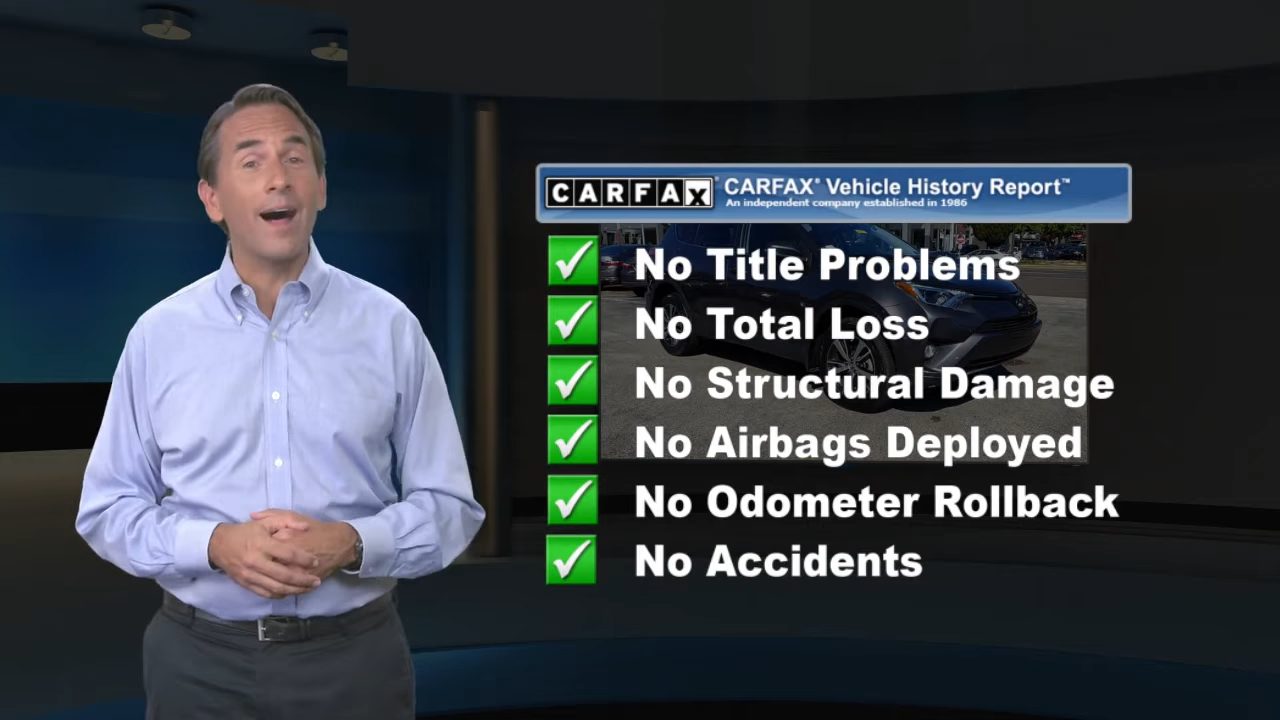 CARFAX® CARFAX® Vehicle History Report™
An independent company established in 1986
No Title Problems
No Total Loss
No Structural Damage
No Airbags Deployed
No Odometer Rollback
No Accidents